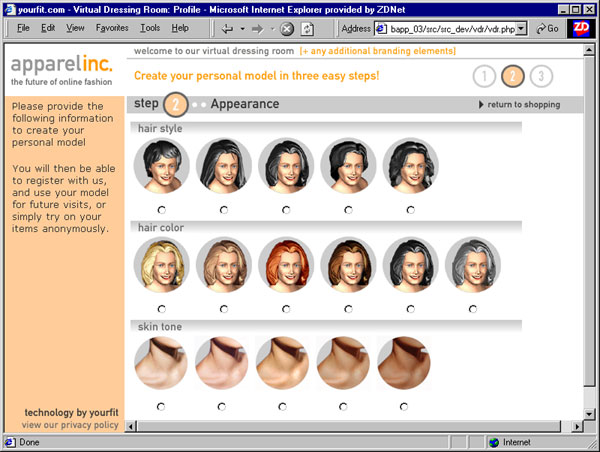 yourfit.com - Virtual Dressing Room: Profile - Microsoft Internet Explorer provided by ZDNet
File Edit View Favorites Tools Help
Address bapp_03/src/src_dev/vdr/vdr.php
Go
ZD
apparelinc.
the future of online fashion
welcome to our virtual dressing room [+ any additional branding elements]
Create your personal model in three easy steps!
1 2 3
step 2 Appearance
return to shopping
Please provide the
following information
to create your
personal model
You will then be able
to register with us,
and use your model
for future visits, or
simply try on your
items anonymously.
hair style
hair color
skin tone
technology by yourfit
view our privacy policy
Done
Internet